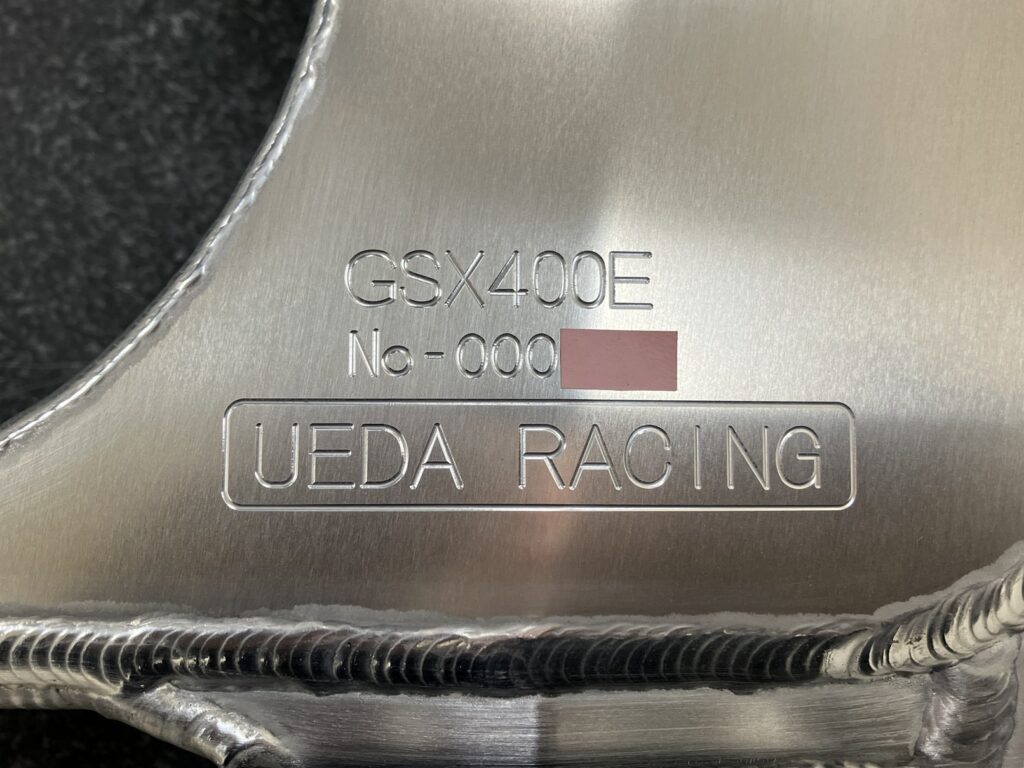 GSX400E
No-000
UEDA RACING